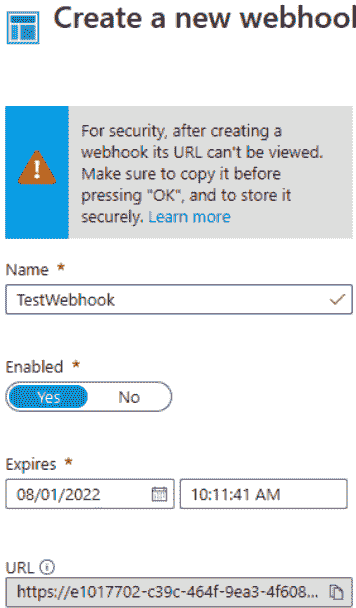 Create a new webhook
For security, after creating a
webhook its URL can't be viewed.
Make sure to copy it before
pressing "OK", and to store it
securely. Learn more
Name *
TestWebhook
Enabled *
Yes No
Expires *
08/01/2022 10:11:41 AM
URL
https://e1017702-c39c-464f-9ea3-4f608...